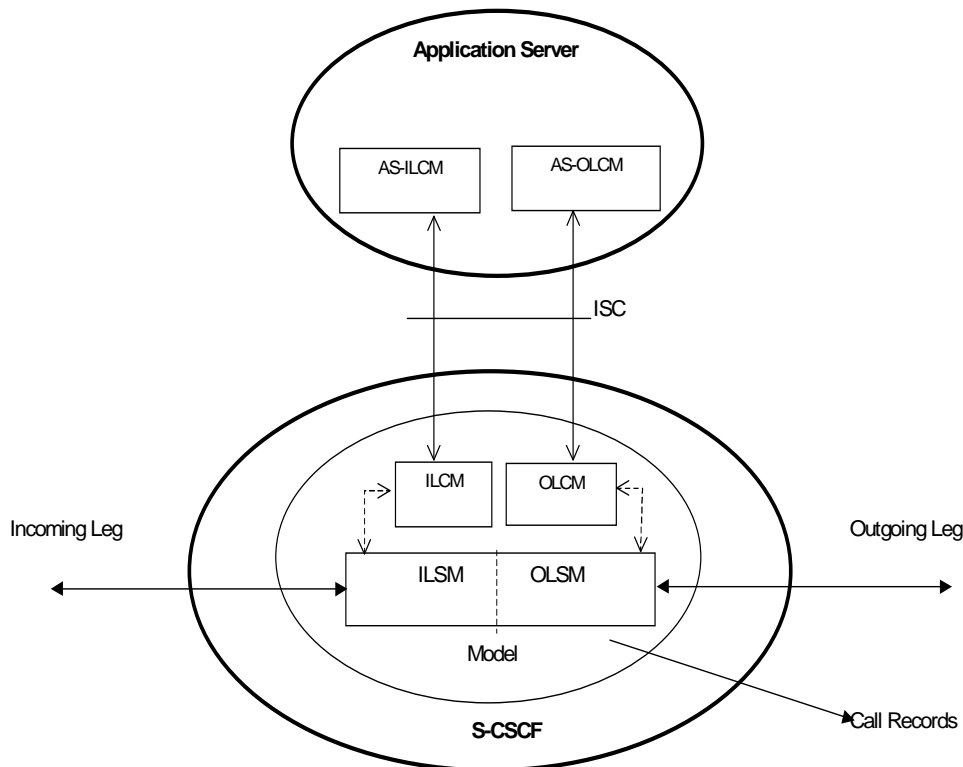 Application Server
AS-ILCM
AS-OLCM
ISC
ILCM
OLCM
Incoming Leg
Outgoing Leg
ILSM
OLSM
Model
Call Records
S-CSCF